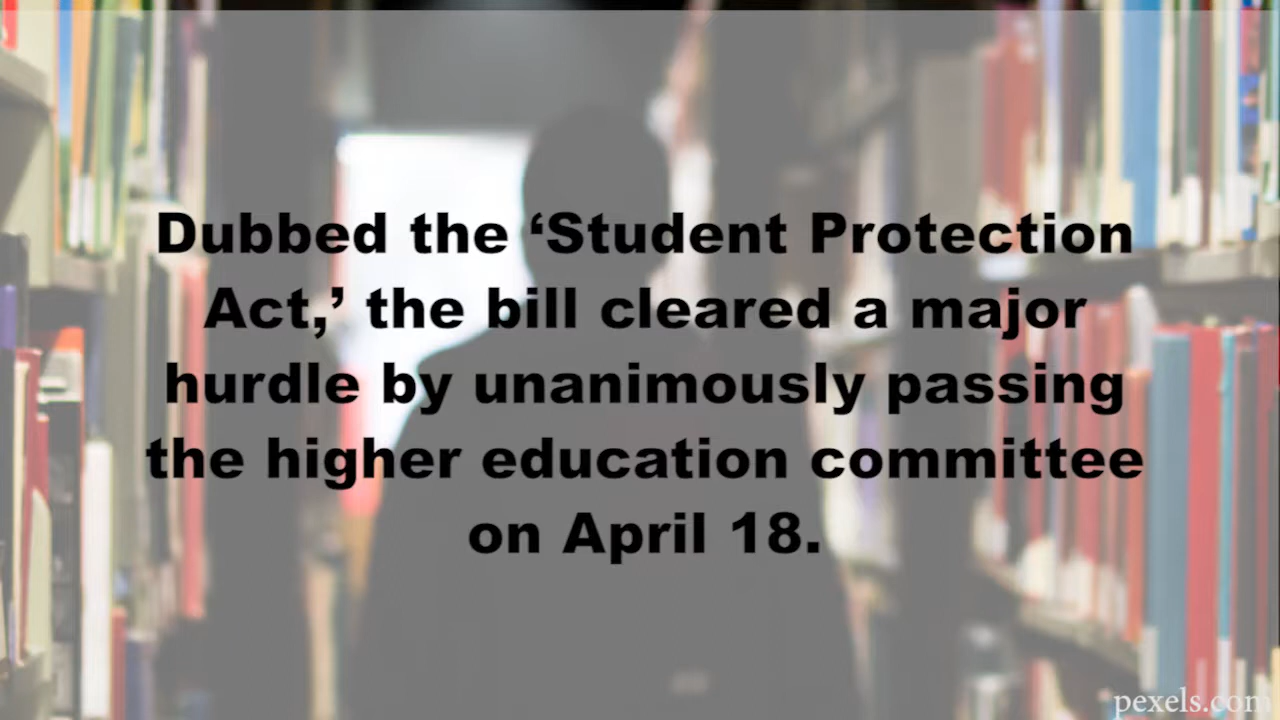 Dubbed the ‘Student Protection
Act,’ the bill cleared a major
hurdle by unanimously passing
the higher education committee
on April 18.
pexels.com